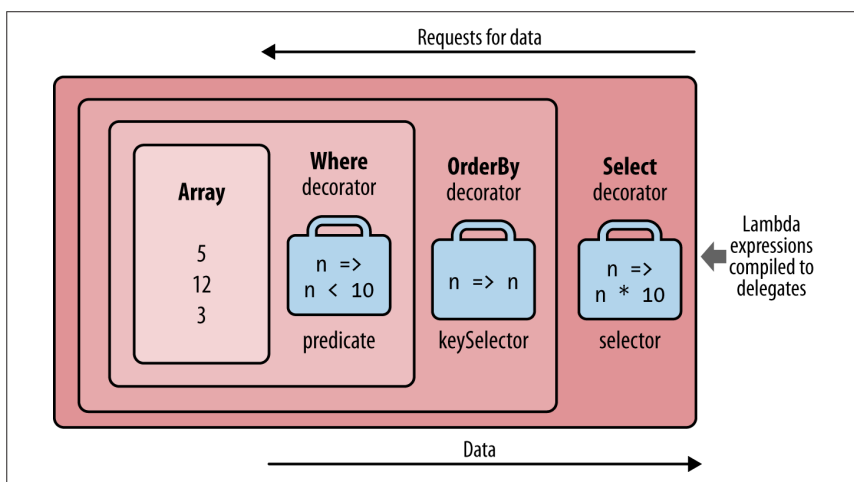 Requests for data
Array
5
12
3
Where
decorator
n =>
n < 10
predicate
OrderBy
decorator
n => n
keySelector
Select
decorator
n =>
n * 10
selector
Lambda
expressions
compiled to
delegates
Data